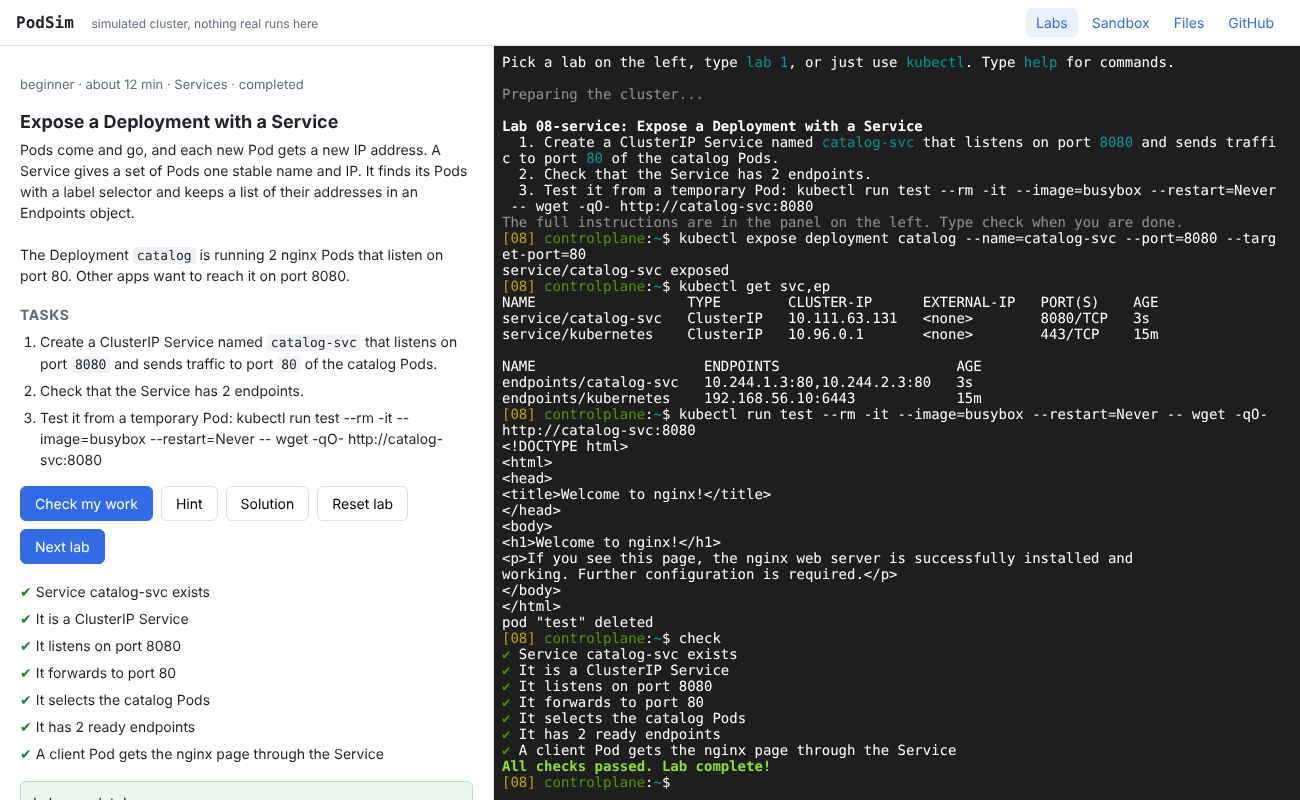 PodSim simulated cluster, nothing real runs here Labs Sandbox Files GitHub
beginner · about 12 min · Services · completed
Expose a Deployment with a Service
Pods come and go, and each new Pod gets a new IP address. A
Service gives a set of Pods one stable name and IP. It finds its Pods
with a label selector and keeps a list of their addresses in an
Endpoints object.
The Deployment catalog is running 2 nginx Pods that listen on
port 80. Other apps want to reach it on port 8080.
TASKS
1. Create a ClusterIP Service named catalog-svc that listens on
port 8080 and sends traffic to port 80 of the catalog Pods.
2. Check that the Service has 2 endpoints.
3. Test it from a temporary Pod: kubectl run test --rm -it --
image=busybox --restart=Never -- wget -qO- http://catalog-
svc:8080
Check my work Hint Solution Reset lab
Next lab
✔ Service catalog-svc exists
✔ It is a ClusterIP Service
✔ It listens on port 8080
✔ It forwards to port 80
✔ It selects the catalog Pods
✔ It has 2 ready endpoints
✔ A client Pod gets the nginx page through the Service
Pick a lab on the left, type lab 1, or just use kubectl. Type help for commands.
Preparing the cluster...
Lab 08-service: Expose a Deployment with a Service
1. Create a ClusterIP Service named catalog-svc that listens on port 8080 and sends traffi
c to port 80 of the catalog Pods.
2. Check that the Service has 2 endpoints.
3. Test it from a temporary Pod: kubectl run test --rm -it --image=busybox --restart=Never
-- wget -qO- http://catalog-svc:8080
The full instructions are in the panel on the left. Type check when you are done.
[08] controlplane:~$ kubectl expose deployment catalog --name=catalog-svc --port=8080 --targ
et-port=80
service/catalog-svc exposed
[08] controlplane:~$ kubectl get svc,ep
NAME TYPE CLUSTER-IP EXTERNAL-IP PORT(S) AGE
service/catalog-svc ClusterIP 10.111.63.131 <none> 8080/TCP 3s
service/kubernetes ClusterIP 10.96.0.1 <none> 443/TCP 15m
NAME ENDPOINTS AGE
endpoints/catalog-svc 10.244.1.3:80,10.244.2.3:80 3s
endpoints/kubernetes 192.168.56.10:6443 15m
[08] controlplane:~$ kubectl run test --rm -it --image=busybox --restart=Never -- wget -qO-
http://catalog-svc:8080
<!DOCTYPE html>
<html>
<head>
<title>Welcome to nginx!</title>
</head>
<body>
<h1>Welcome to nginx!</h1>
<p>If you see this page, the nginx web server is successfully installed and
working. Further configuration is required.</p>
</body>
</html>
pod "test" deleted
[08] controlplane:~$ check
✔ Service catalog-svc exists
✔ It is a ClusterIP Service
✔ It listens on port 8080
✔ It forwards to port 80
✔ It selects the catalog Pods
✔ It has 2 ready endpoints
✔ A client Pod gets the nginx page through the Service
All checks passed. Lab complete!
[08] controlplane:~$